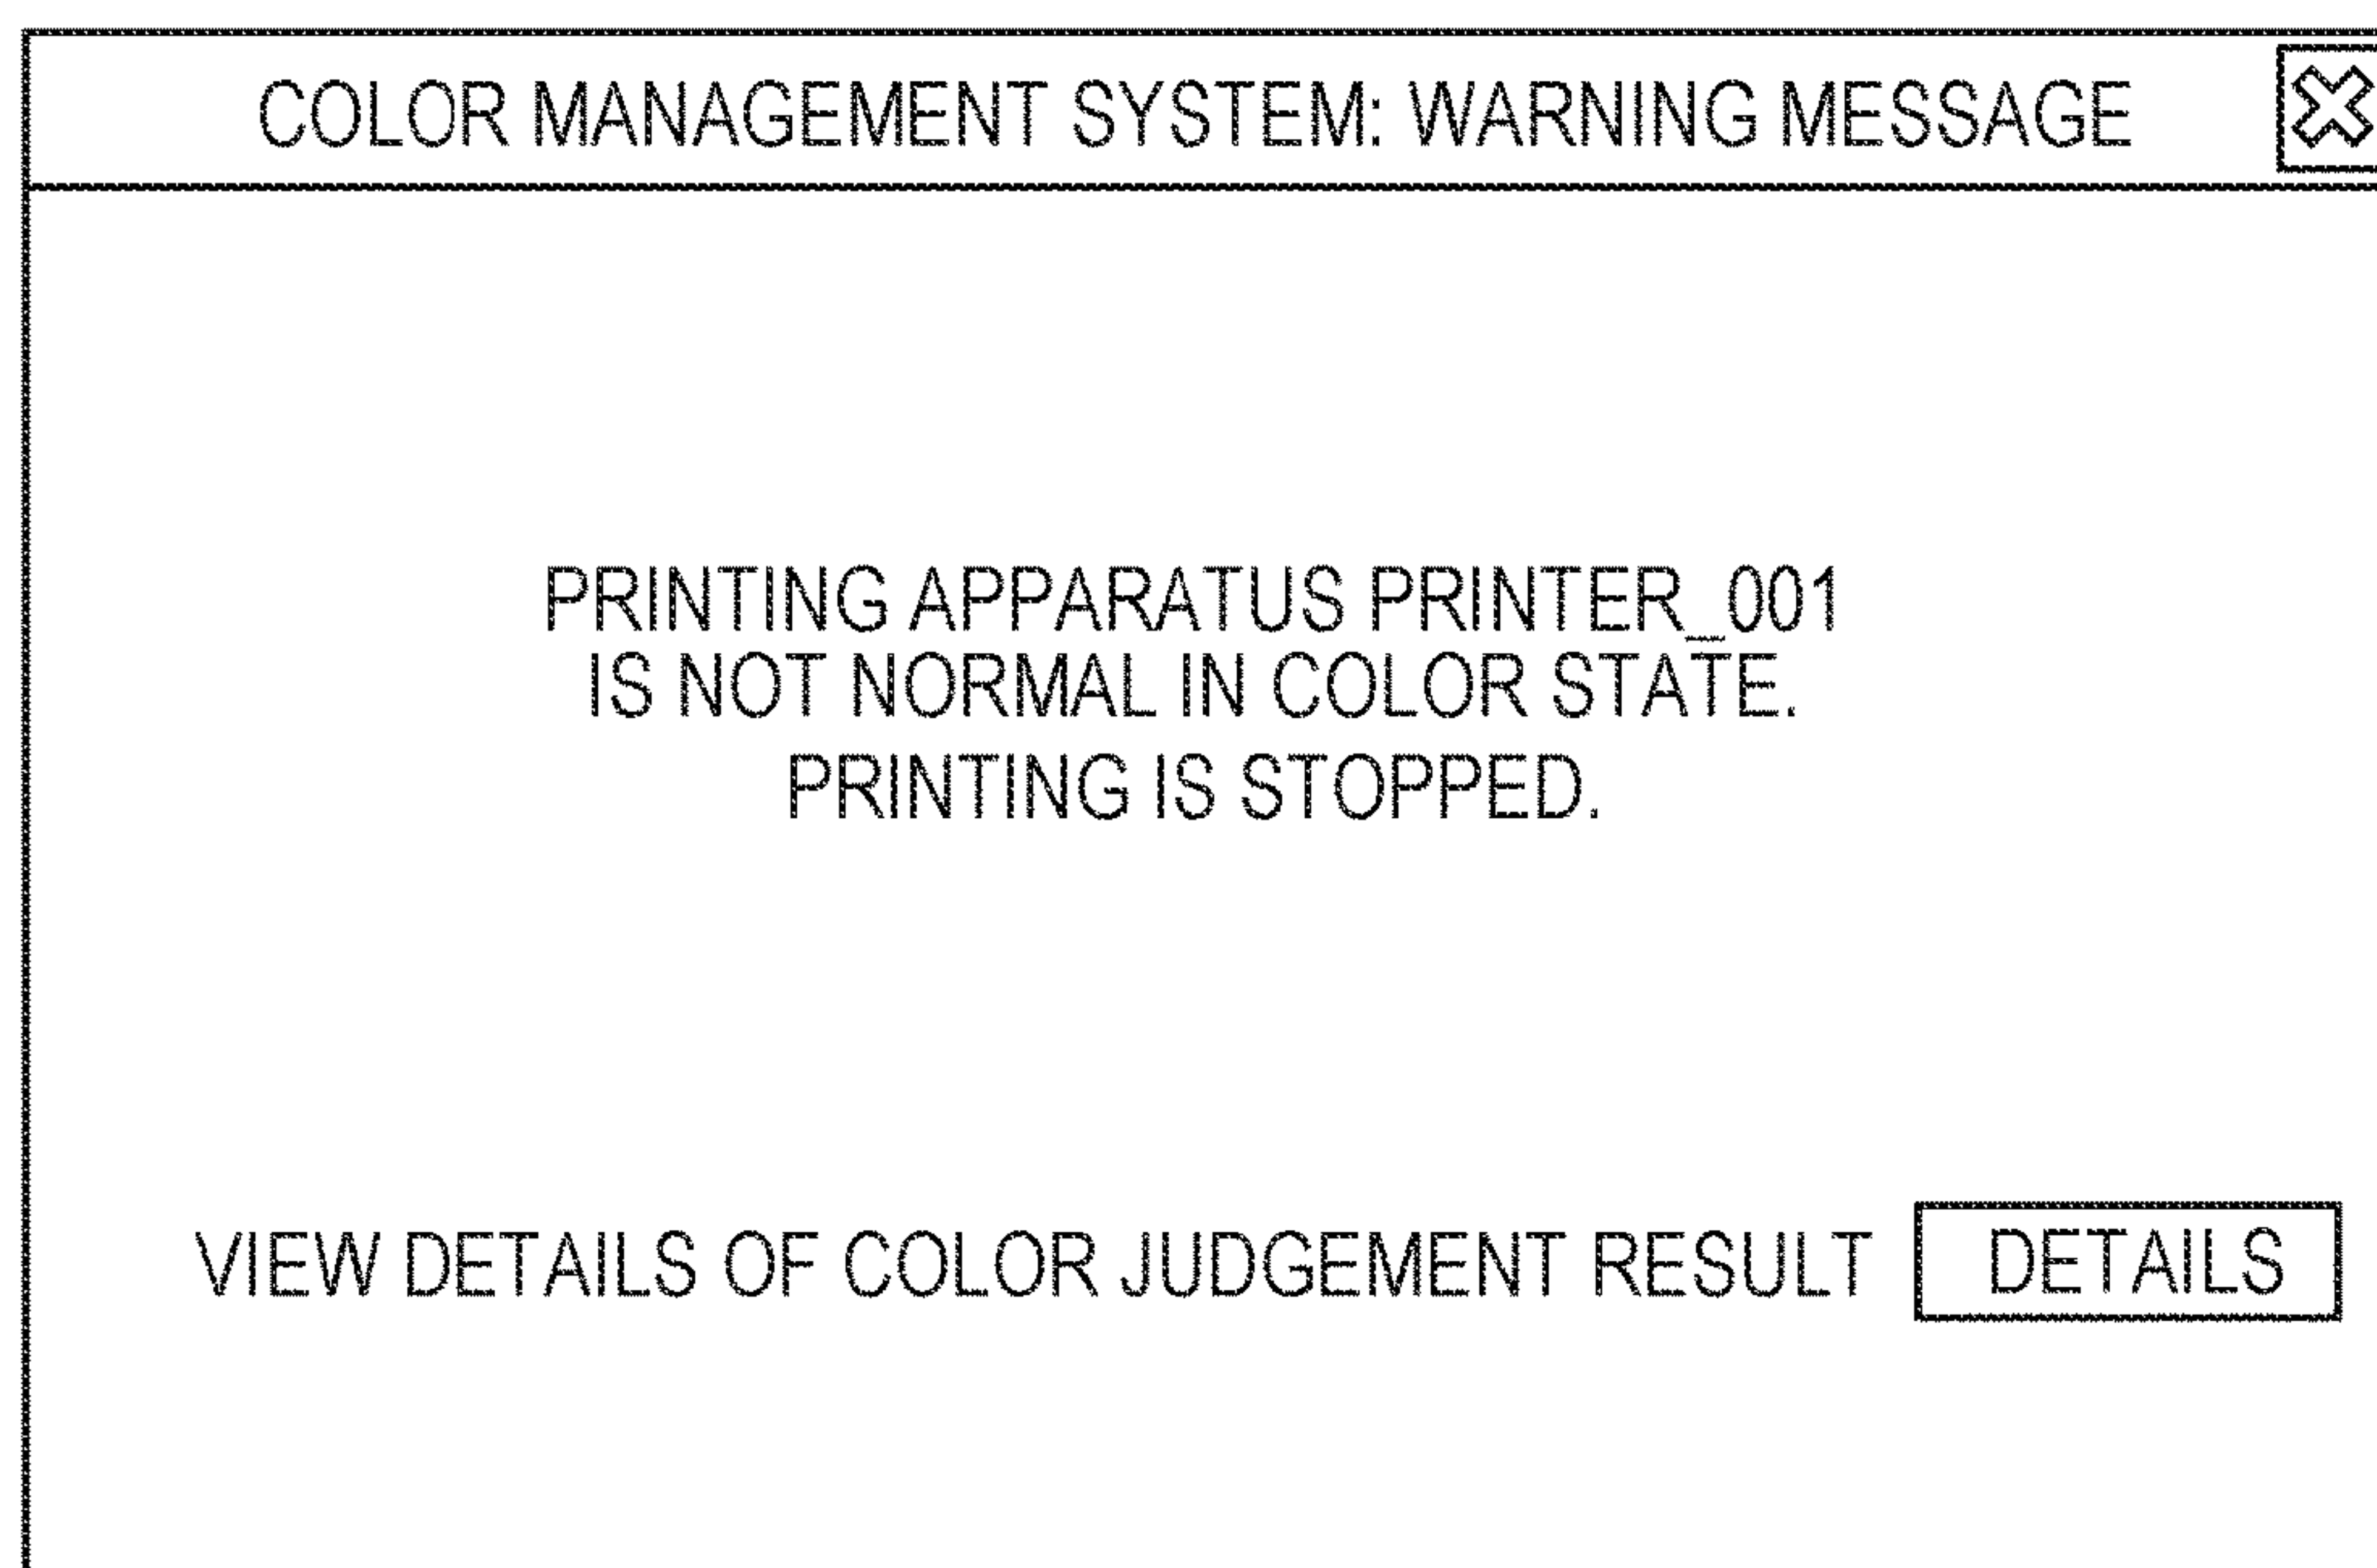 COLOR MANAGEMENT SYSTEM: WARNING MESSAGE
PRINTING APPARATUS PRINTER_001
IS NOT NORMAL IN COLOR STATE.
PRINTING IS STOPPED.
VIEW DETAILS OF COLOR JUDGEMENT RESULT DETAILS